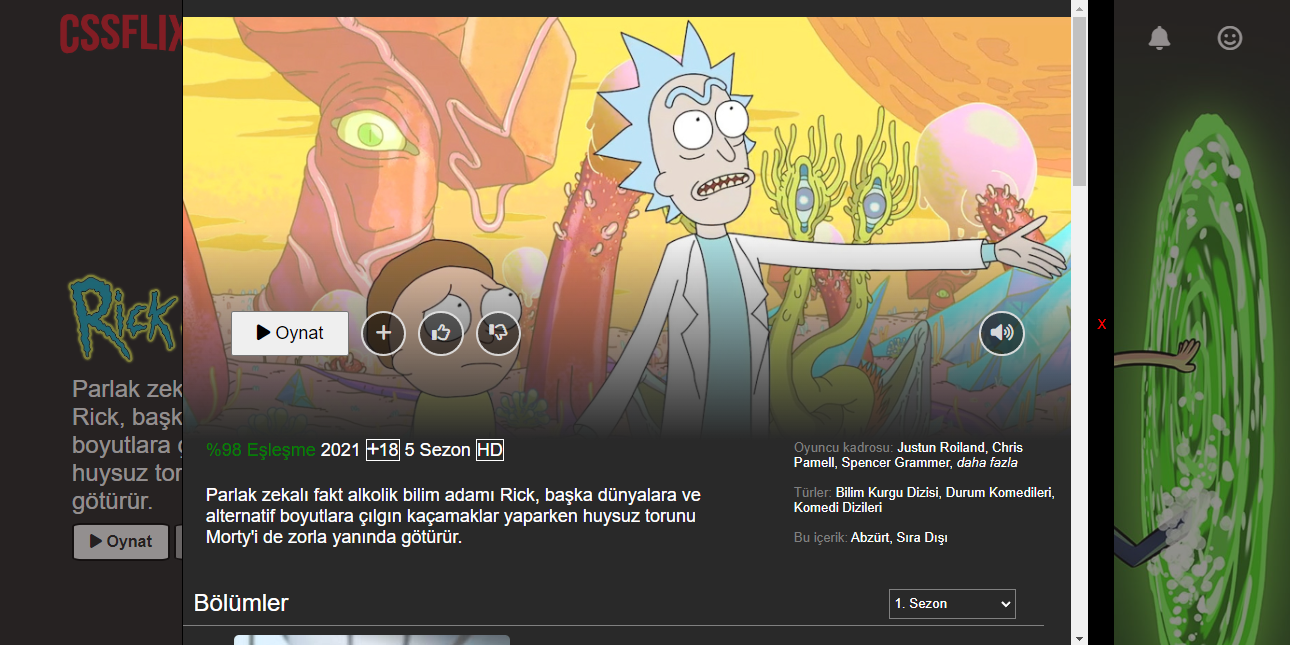 CSSFLIX
Rick
Parlak zek
Rick, başk
boyutlara ç
huysuz tor
götürür.
Oynat
Oynat
%98 Eşleşme 2021 +18 5 Sezon HD
Parlak zekalı fakt alkolik bilim adamı Rick, başka dünyalara ve
alternatif boyutlara çılgın kaçamaklar yaparken huysuz torunu
Morty'i de zorla yanında götürür.
Oyuncu kadrosu: Justun Roiland, Chris
Pamell, Spencer Grammer, daha fazla
Türler: Bilim Kurgu Dizisi, Durum Komedileri,
Komedi Dizileri
Bu içerik: Abzürt, Sıra Dışı
Bölümler
1. Sezon
X